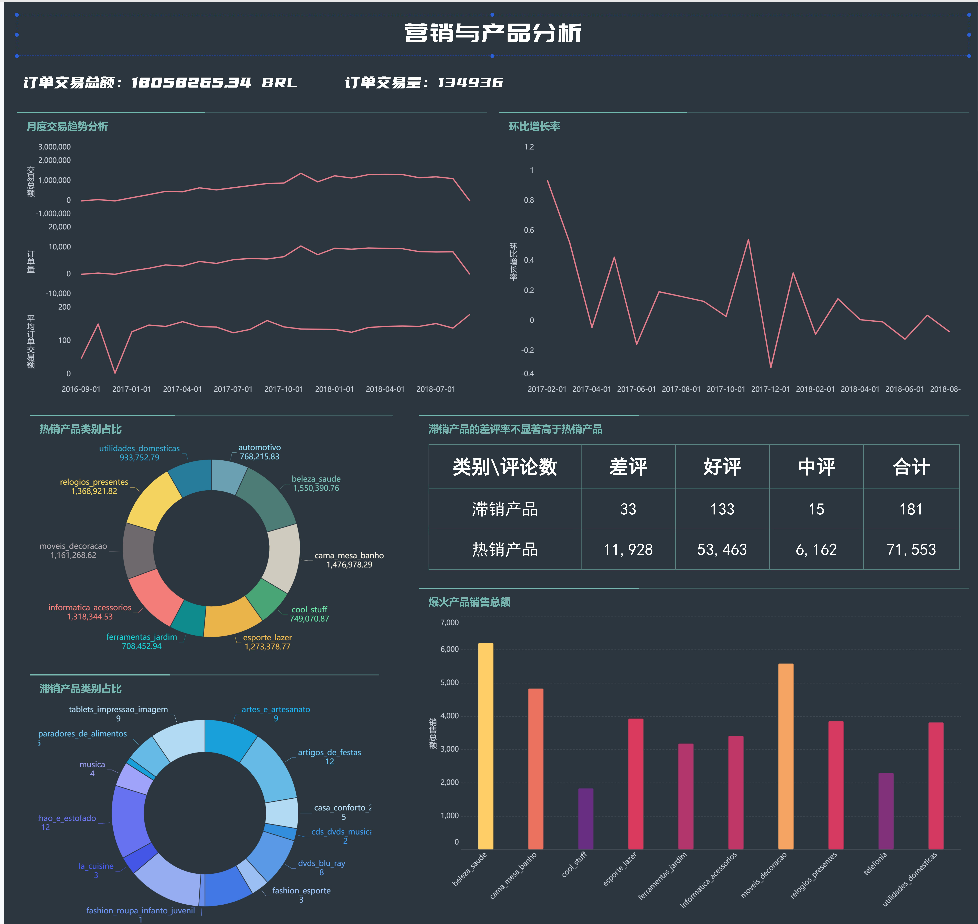 营销与产品分析
订单交易总额：18058265.34 BRL
订单交易量：134936
月度交易趋势分析
3,000,000
2,000,000
1,000,000
0
-1,000,000
20,000
10,000
0
-10,000
200
100
0
订单量
2016-09-01
2017-01-01
2017-04-01
2017-07-01
2017-10-01
2018-01-01
2018-04-01
2018-07-01
环比增长率
1.2
1
0.8
0.6
0.4
0.2
0
-0.2
-0.4
2017-02-01
2017-04-01
2017-06-01
2017-08-01
2017-10-01
2017-12-01
2018-02-01
2018-04-01
2018-06-01
2018-08-
热销产品类别占比
utilidades_domesticas
933,752.79
automotivo
768,215.83
relogios_presentes
1,368,921.82
beleza_saude
1,550,390.76
moveis_decoracao
1,161,268.62
cama_mesa_banho
1,476,978.29
informatica_acessorios
1,318,344.53
cool_stuff
749,070.87
ferramentas_jardim
708,452.94
esporte_lazer
1,273,378.77
滞销产品的差评率不显著高于热销产品
类别\评论数 差评 好评 中评 合计
滞销产品 33 133 15 181
热销产品 11,928 53,463 6,162 71,553
滞销产品类别占比
tablets_impressao_imagem
9
artes_e_artesanato
9
paradores_de_alimentos
artigos_de_festas
12
musica
4
casa_conforto_2
5
hao_e_estofado
12
cds_dvds_musica
2
la_cuisine
3
dvds_blu_ray
8
fashion_esporte
3
fashion_roupa_infanto_juvenil
1
爆火产品销售总额
7,000
6,000
5,000
4,000
3,000
2,000
1,000
0
beleza_saude
cama_mesa_banho
cool_stuff
esporte_lazer
ferramentas_jardim
informatica_acessorios
moveis_decoracao
relogios_presentes
telefonia
utilidades_domesticas